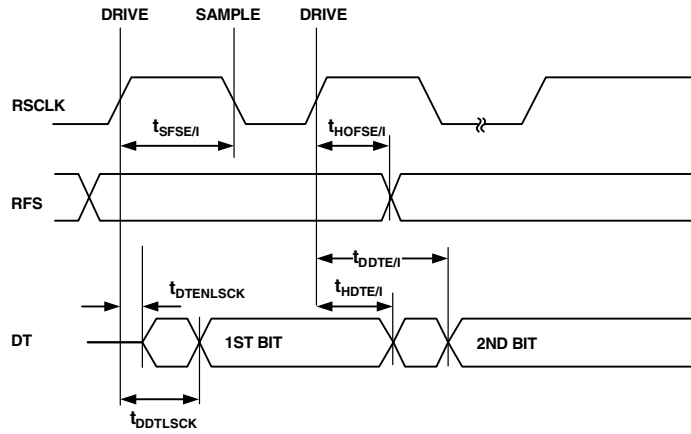 DRIVE SAMPLE DRIVE
RSCLK
tSFSE/I
tHOFSE/I
RFS
tDDTE/I
tDTENLSCK
tHDTE/I
DT
1ST BIT
2ND BIT
tDDTLSCK